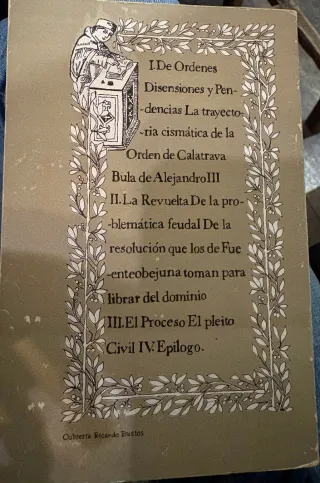 I. De Ordenes
Disensiones y Pen-
-dencias La trayecto-
-ria cismática de la
Orden de Calatrava
Bula de Alejandro III
II. La Revuelta De la pro-
-blemática feudal De la
resolución que los de Fue
-enteobejuna toman para
librar del dominio
III. El Proceso El pleito
Civil IV. Epilogo.
Cubierta Ricardo Bustos